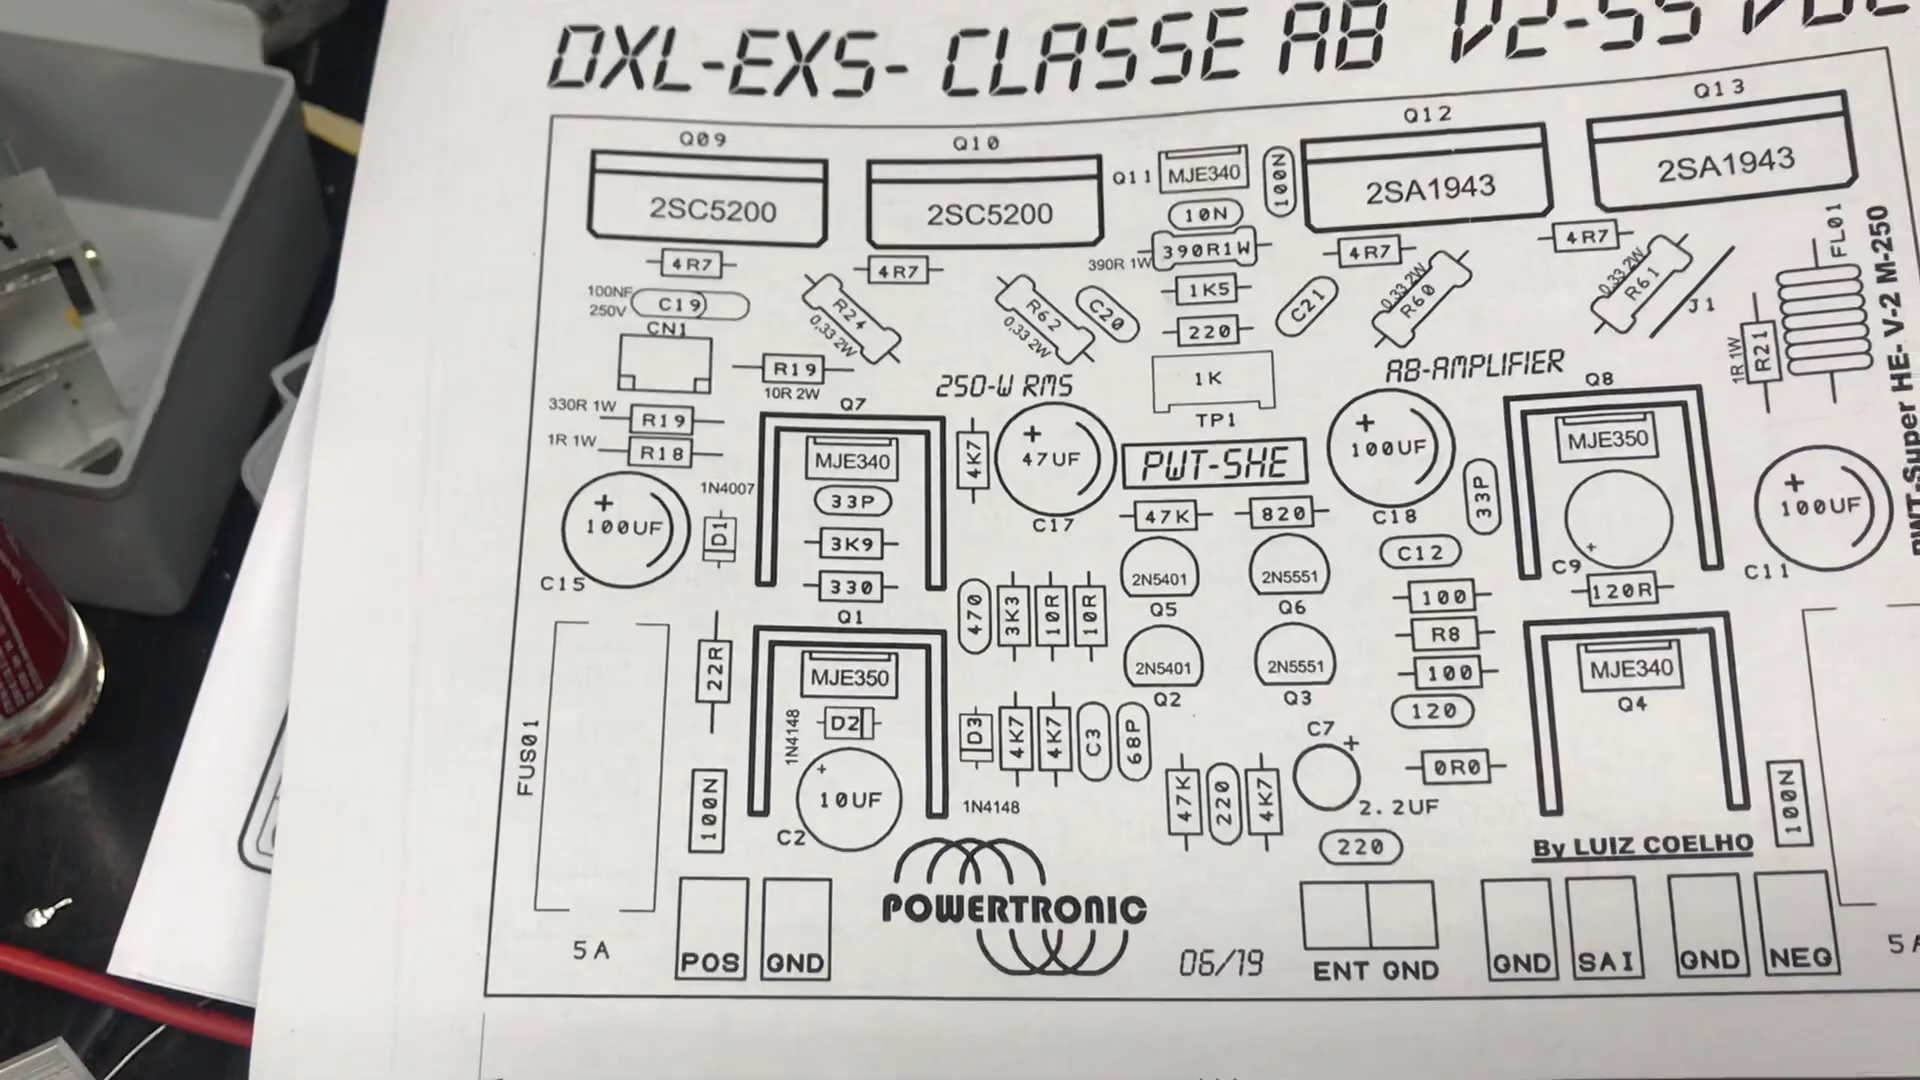 DXL-EXS- CLASSE AB V2-55
Q09
Q10
Q11
Q12
Q13
2SC5200
2SC5200
MJE340
100N
2SA1943
2SA1943
10N
4R7
4R7
390R 1W
390R1W
4R7
4R7
FL01
100NF
250V
C19
R24
0,33 2W
R62
0,33 2W
C20
1K5
C21
0,33 2W
R60
0,33 2W
R61
J1
CN1
220
R19
10R 2W
250-W RMS
1K
TP1
AB-AMPLIFIER
1R 1W
R21
PWT-Super HE- V-2 M-250
330R 1W
R19
1R 1W
R18
Q7
MJE340
33P
3K9
330
4K7
+
47UF
C17
PWT-SHE
+
100UF
C18
33P
Q8
MJE350
+
C9
120R
+
100UF
C11
1N4007
D1
+
100UF
C15
47K
820
2N5401
Q5
2N5551
Q6
C12
100
R8
100
120
470
3K3
10R
10R
Q1
MJE350
1N4148
D2
+
10UF
C2
22R
100N
2N5401
Q2
2N5551
Q3
MJE340
Q4
D3
4K7
4K7
C3
68P
1N4148
47K
220
4K7
C7
+
2.2UF
0R0
220
100N
FUS01
5A
By LUIZ COELHO
POWERTRONIC
06/19
POS
GND
ENT GND
GND
SAI
GND
NEG